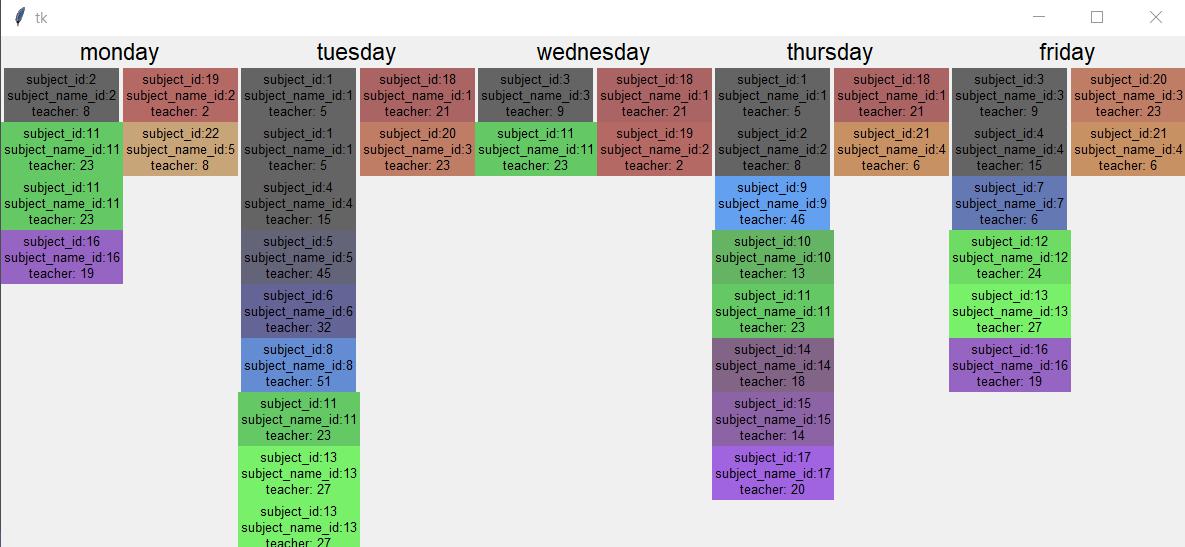 tk
monday
tuesday
wednesday
thursday
friday
subject_id:2
subject_name_id:2
teacher: 8
subject_id:11
subject_name_id:11
teacher: 23
subject_id:11
subject_name_id:11
teacher: 23
subject_id:16
subject_name_id:16
teacher: 19
subject_id:19
subject_name_id:2
teacher: 2
subject_id:22
subject_name_id:5
teacher: 8
subject_id:1
subject_name_id:1
teacher: 5
subject_id:1
subject_name_id:1
teacher: 5
subject_id:4
subject_name_id:4
teacher: 15
subject_id:5
subject_name_id:5
teacher: 45
subject_id:6
subject_name_id:6
teacher: 32
subject_id:8
subject_name_id:8
teacher: 51
subject_id:11
subject_name_id:11
teacher: 23
subject_id:13
subject_name_id:13
teacher: 27
subject_id:13
subject_name_id:13
teacher: 27
subject_id:18
subject_name_id:1
teacher: 21
subject_id:20
subject_name_id:3
teacher: 23
subject_id:3
subject_name_id:3
teacher: 9
subject_id:11
subject_name_id:11
teacher: 23
subject_id:18
subject_name_id:1
teacher: 21
subject_id:19
subject_name_id:2
teacher: 2
subject_id:1
subject_name_id:1
teacher: 5
subject_id:2
subject_name_id:2
teacher: 8
subject_id:9
subject_name_id:9
teacher: 46
subject_id:10
subject_name_id:10
teacher: 13
subject_id:11
subject_name_id:11
teacher: 23
subject_id:14
subject_name_id:14
teacher: 18
subject_id:15
subject_name_id:15
teacher: 14
subject_id:17
subject_name_id:17
teacher: 20
subject_id:18
subject_name_id:1
teacher: 21
subject_id:21
subject_name_id:4
teacher: 6
subject_id:3
subject_name_id:3
teacher: 9
subject_id:4
subject_name_id:4
teacher: 15
subject_id:7
subject_name_id:7
teacher: 6
subject_id:12
subject_name_id:12
teacher: 24
subject_id:13
subject_name_id:13
teacher: 27
subject_id:16
subject_name_id:16
teacher: 19
subject_id:20
subject_name_id:3
teacher: 23
subject_id:21
subject_name_id:4
teacher: 6